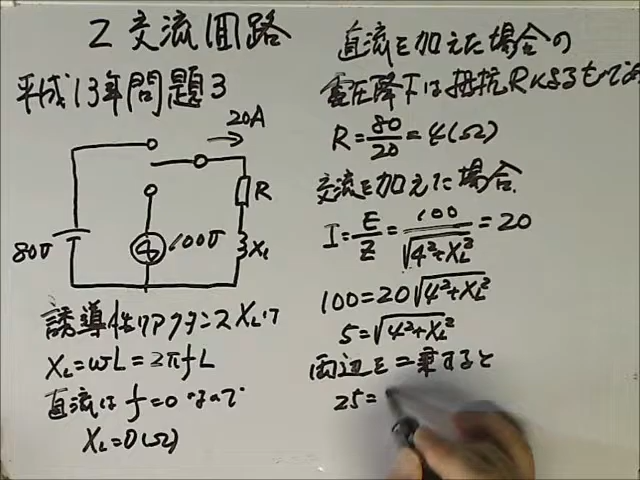 2 交流回路
平成13年問題3
20A
R
80V
100V
XL
誘導性リアクタンスXLは
XL=ωL=2πfL
直流は f=0 なので
XL=0(Ω)
直流を加えた場合の
電圧降下は抵抗Rによるもので
R=80/20=4(Ω)
交流を加えた場合
I=E/Z=100/√4²+XL²=20
100=20√4²+XL²
5=√4²+XL²
両辺を二乗すると
25=